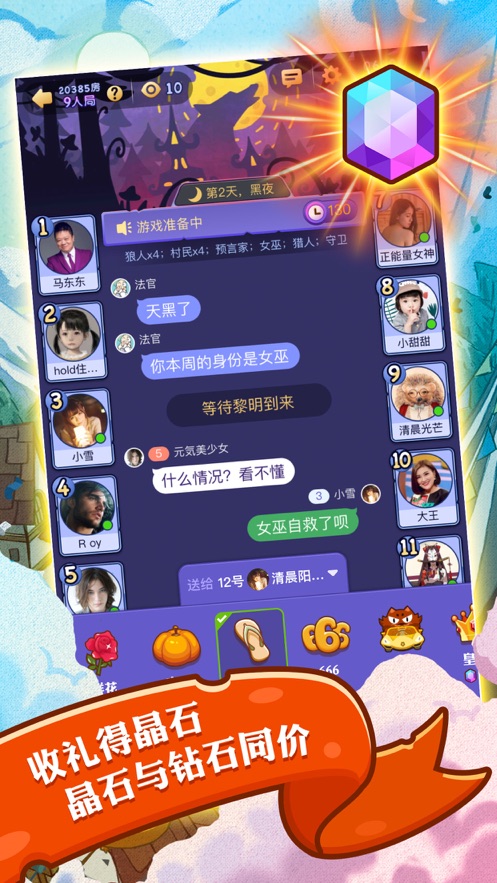 20385房
9人局
?
10
第2天，黑夜
游戏准备中
130
狼人x4；村民x4；预言家；女巫；猎人；守卫
1
马东东
2
hold住...
3
小雪
4
R oy
5
正能量女神
8
小甜甜
9
清晨光芒
10
大王
11
法官
天黑了
法官
你本周的身份是女巫
等待黎明到来
5 元气美少女
什么情况？看不懂
3 小雪
女巫自救了呗
送给 12号 清晨阳...
666
666
收礼得晶石
晶石与钻石同价